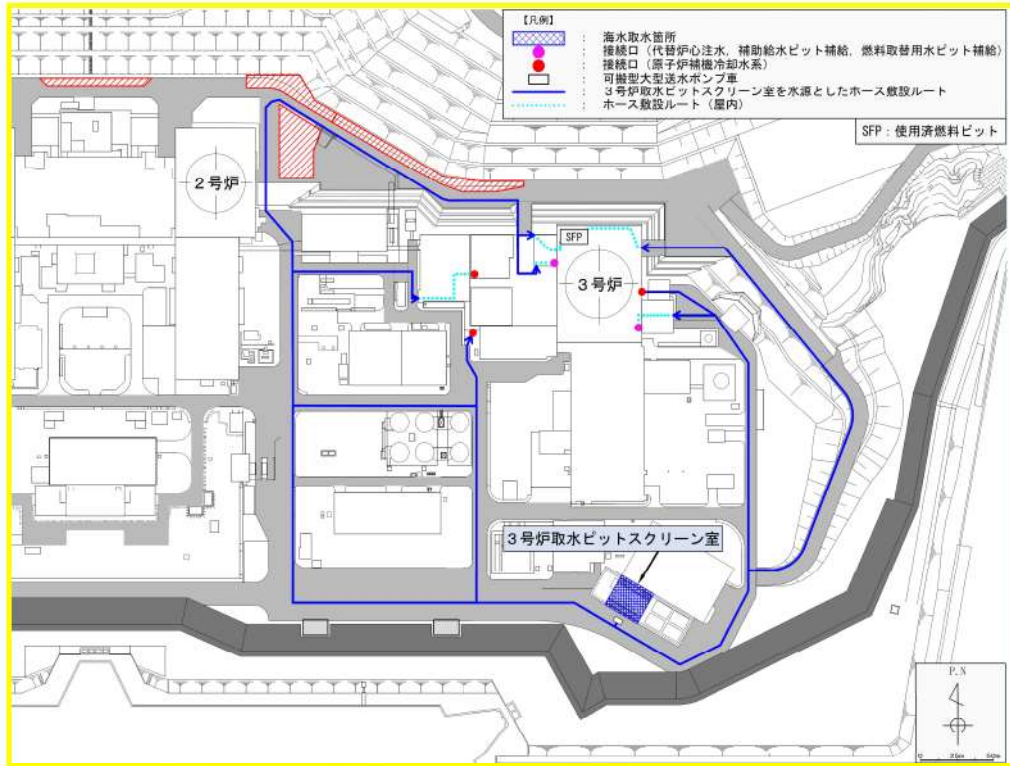 【凡例】
： 海水取水箇所
： 接続口（代替炉心注水，補助給水ピット補給，燃料取替用水ピット補給）
： 接続口（原子炉補機冷却水系）
： 可搬型大型送水ポンプ車
： ３号炉取水ピットスクリーン室を水源としたホース敷設ルート
： ホース敷設ルート（屋内）
SFP：使用済燃料ピット
２号炉
SFP
３号炉
３号炉取水ピットスクリーン室
P.N
0 25m 50m